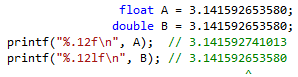 float A = 3.141592653580;
double B = 3.141592653580;
printf("%.12f\n", A);  // 3.141592741013
printf("%.12lf\n", B); // 3.141592653580
^